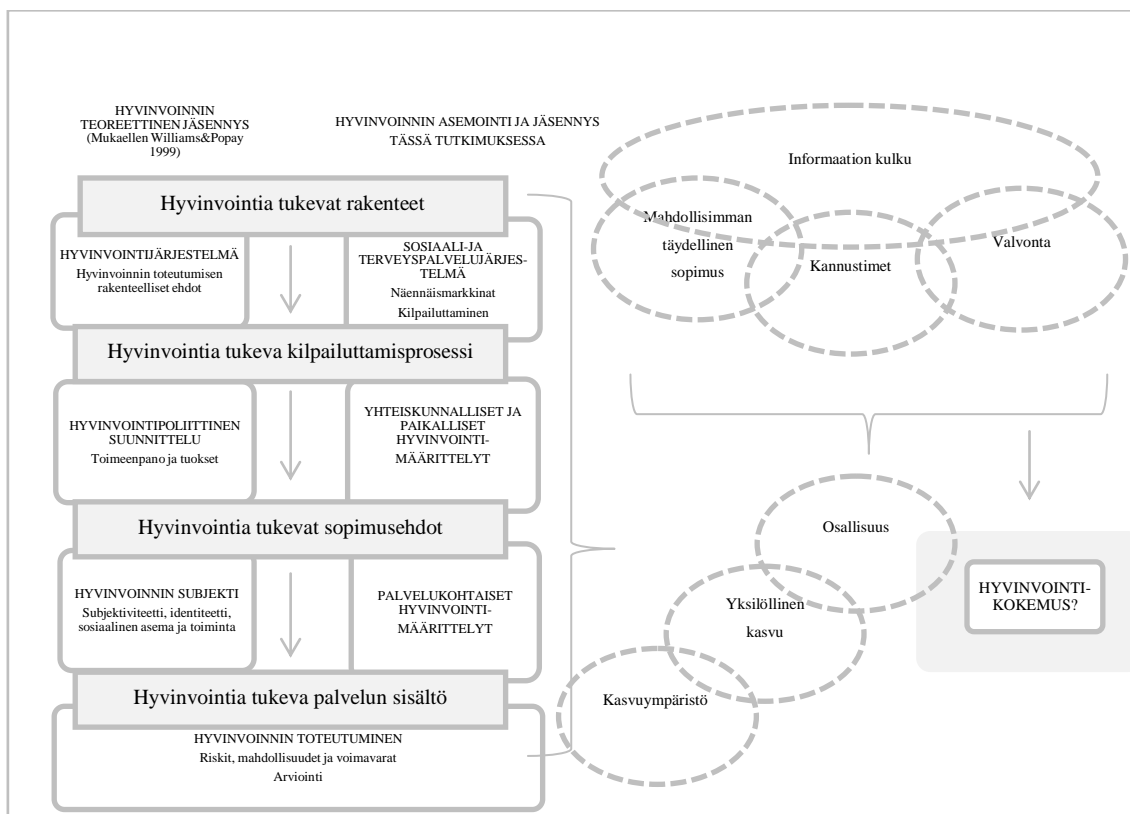 HYVINVOINNIN
TEOREETTINEN JÄSENNYS
(Mukaellen Williams&Popay
1999)
HYVINVOINNIN ASEMOINTI JA JÄSENNYS
TÄSSÄ TUTKIMUKSESSA
Hyvinvointia tukevat rakenteet
HYVINVOINTIJÄRJESTELMÄ
Hyvinvoinnin toteutumisen
rakenteelliset ehdot
SOSIAALI-JA
TERVEYSPALVELUJÄRJES-
TELMÄ
Näennäismarkkinat
Kilpailuttaminen
Hyvinvointia tukeva kilpailuttamisprosessi
HYVINVOINTIPOLIITTINEN
SUUNNITTELU
Toimeenpano ja tuokset
YHTEISKUNNALLISET JA
PAIKALLISET
HYVINVOINTI-
MÄÄRITTELYT
Hyvinvointia tukevat sopimusehdot
HYVINVOINNIN SUBJEKTI
Subjektiviteetti, identiteetti,
sosiaalinen asema ja toiminta
PALVELUKOHTAISET
HYVINVOINTI-
MÄÄRITTELYT
Hyvinvointia tukeva palvelun sisältö
HYVINVOINNIN TOTEUTUMINEN
Riskit, mahdollisuudet ja voimavarat
Arviointi
Informaation kulku
Mahdollisimman
täydellinen
sopimus
Kannustimet
Valvonta
Osallisuus
Yksilöllinen
kasvu
Kasvuympäristö
HYVINVOINTI-
KOKEMUS?